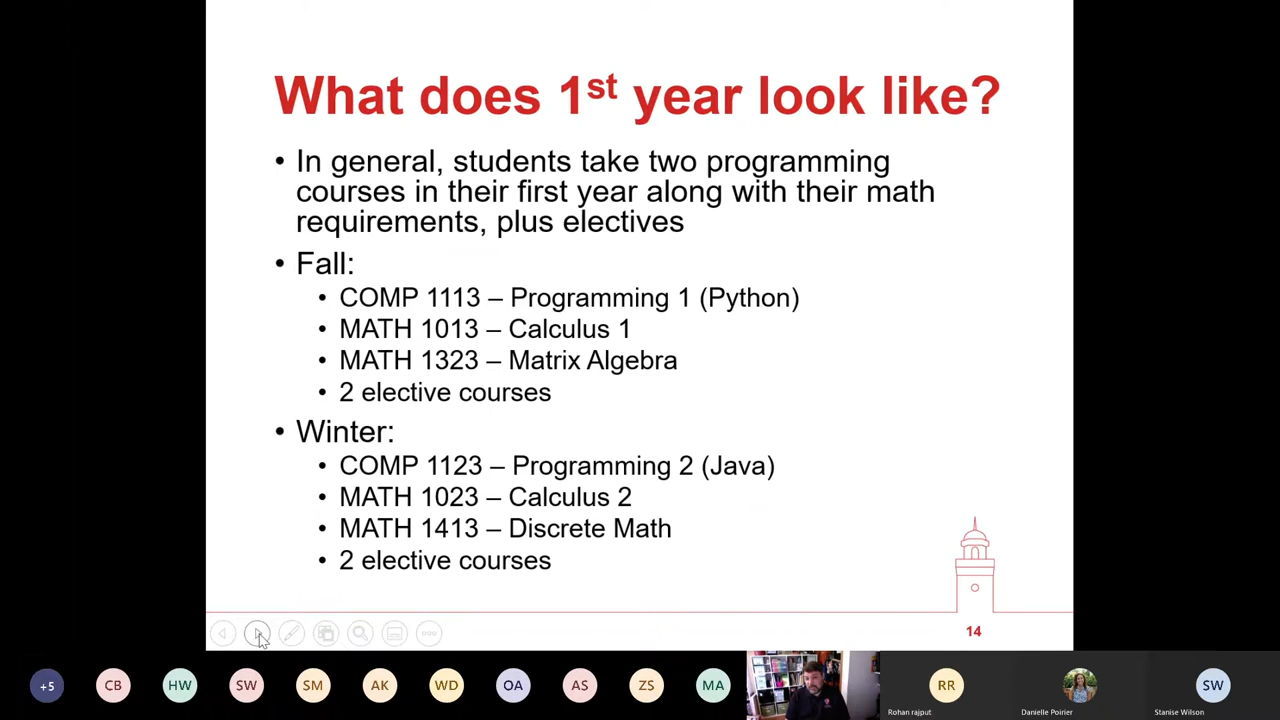 What does 1st year look like?
• In general, students take two programming
courses in their first year along with their math
requirements, plus electives
• Fall:
• COMP 1113 – Programming 1 (Python)
• MATH 1013 – Calculus 1
• MATH 1323 – Matrix Algebra
• 2 elective courses
• Winter:
• COMP 1123 – Programming 2 (Java)
• MATH 1023 – Calculus 2
• MATH 1413 – Discrete Math
• 2 elective courses
14
+5 CB HW SW SM AK WD OA AS ZS MA RR SW
Rohan rajput Danielle Poirier Stanise Wilson